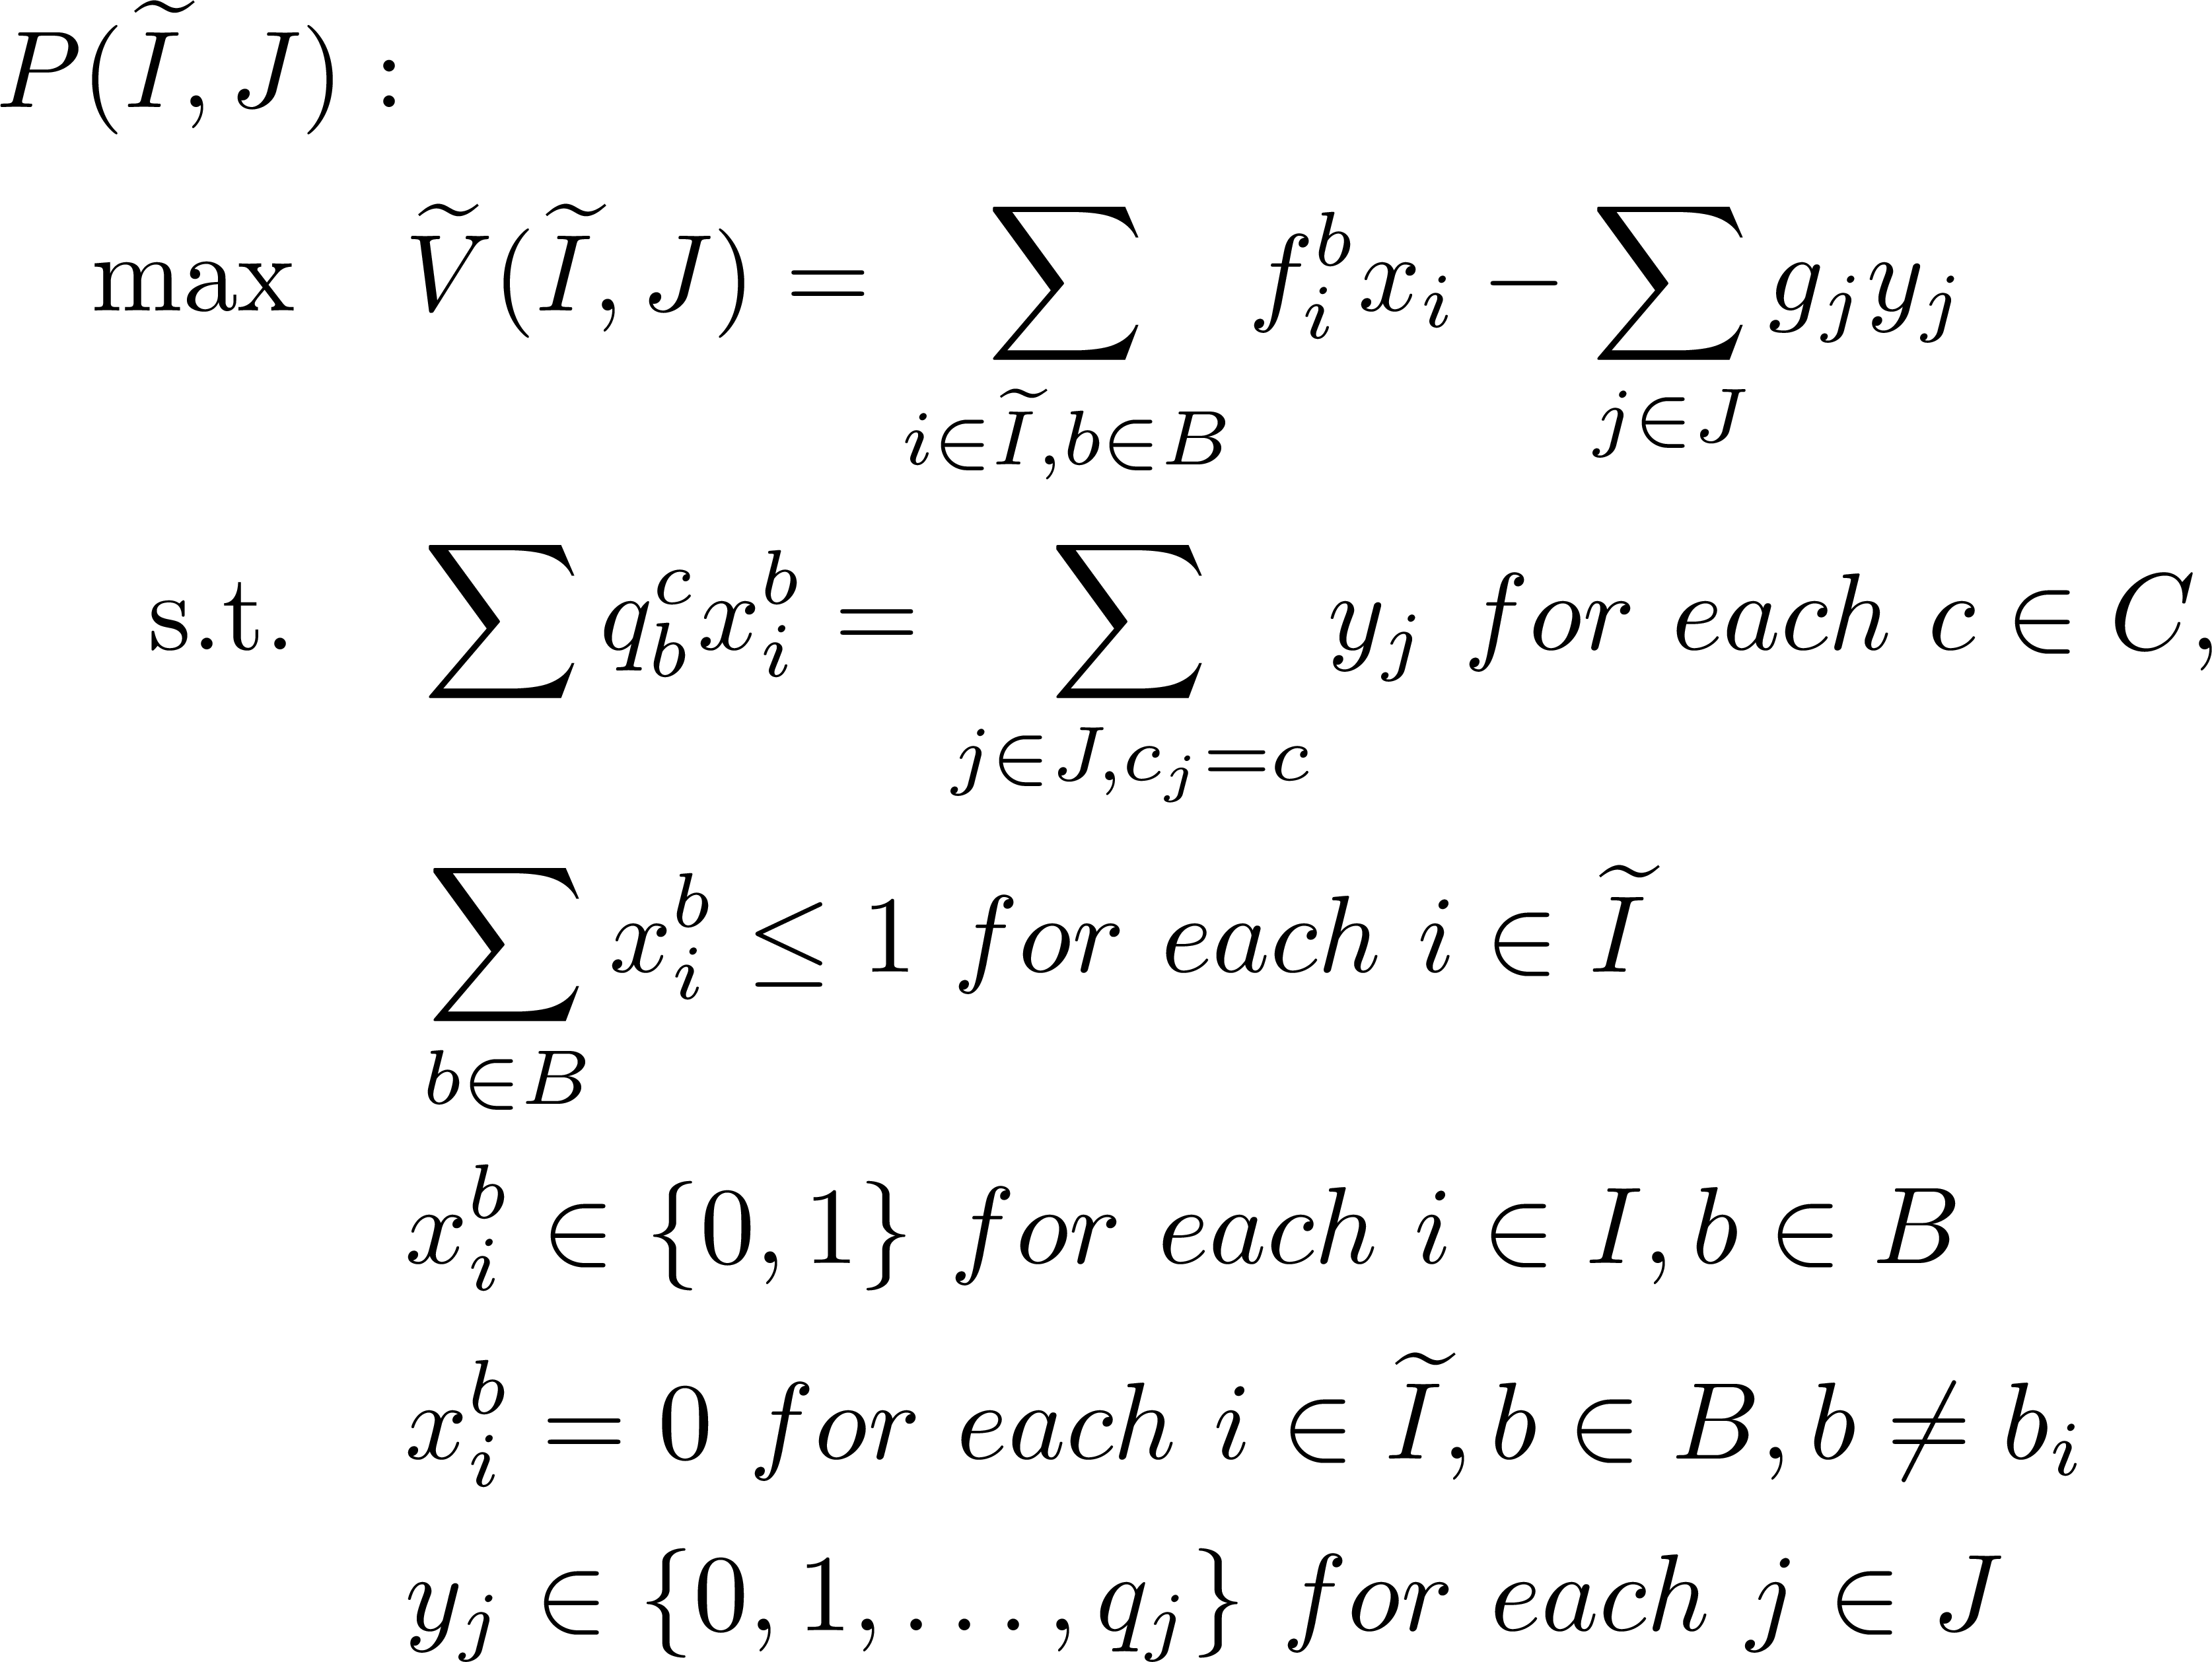 P(Ĩ, J) :
max Ṽ(Ĩ, J) = ∑_{i∈Ĩ, b∈B} f_i^b x_i − ∑_{j∈J} g_j y_j
s.t. ∑ q_b^c x_i^b = ∑_{j∈J, c_j=c} y_j for each c ∈ C,
∑_{b∈B} x_i^b ≤ 1 for each i ∈ Ĩ
x_i^b ∈ {0, 1} for each i ∈ I, b ∈ B
x_i^b = 0 for each i ∈ Ĩ, b ∈ B, b ≠ b_i
y_j ∈ {0, 1, . . . , q_j} for each j ∈ J